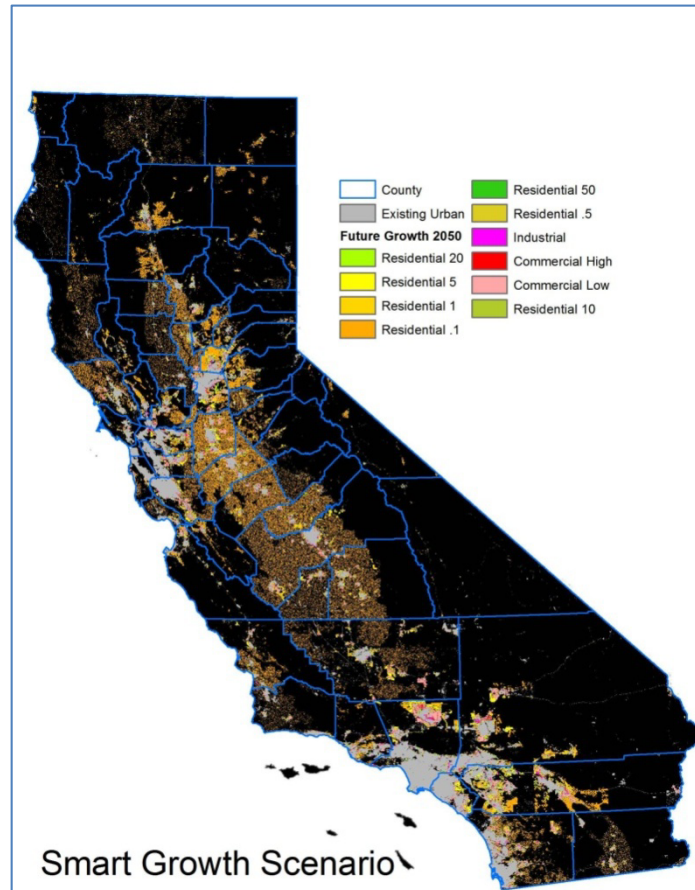 County
Existing Urban
Future Growth 2050
Residential 20
Residential 5
Residential 1
Residential .1
Residential 50
Residential .5
Industrial
Commercial High
Commercial Low
Residential 10
Smart Growth Scenario